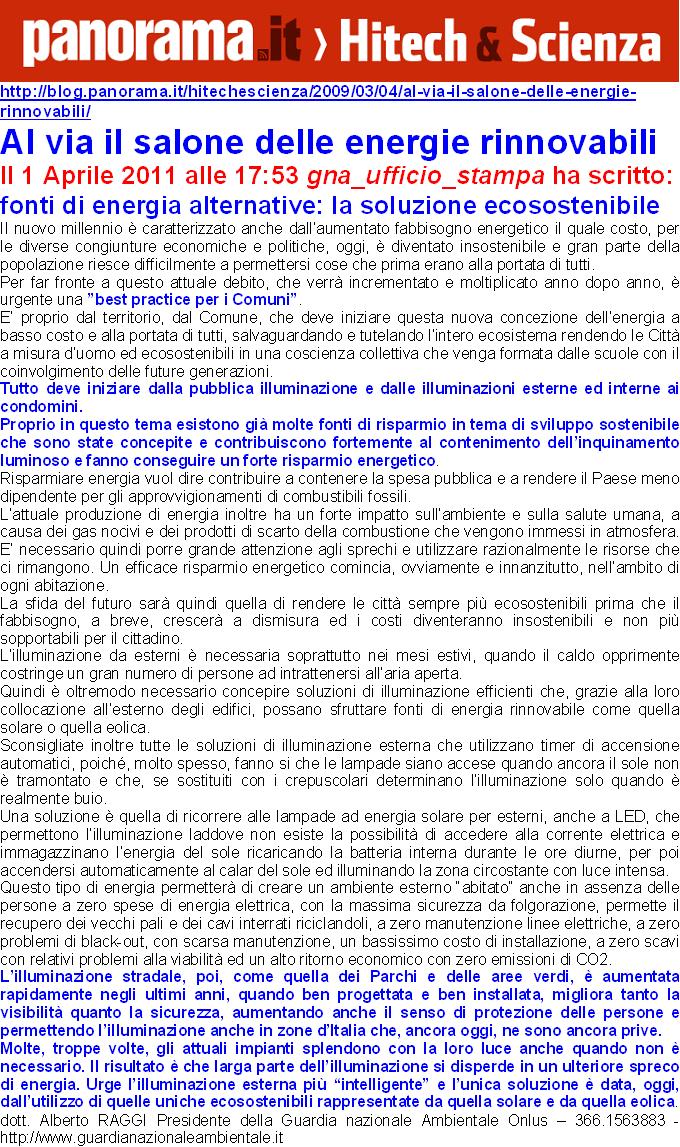 panorama.it › Hitech & Scienza
http://blog.panorama.it/hitechescienza/2009/03/04/al-via-il-salone-delle-energie-
rinnovabili/
Al via il salone delle energie rinnovabili
Il 1 Aprile 2011 alle 17:53 gna_ufficio_stampa ha scritto:
fonti di energia alternative: la soluzione ecosostenibile
Il nuovo millennio è caratterizzato anche dall'aumentato fabbisogno energetico il quale costo, per
le diverse congiunture economiche e politiche, oggi, è diventato insostenibile e gran parte della
popolazione riesce difficilmente a permettersi cose che prima erano alla portata di tutti.
Per far fronte a questo attuale debito, che verrà incrementato e moltiplicato anno dopo anno, è
urgente una "best practice per i Comuni".
E' proprio dal territorio, dal Comune, che deve iniziare questa nuova concezione dell'energia a
basso costo e alla portata di tutti, salvaguardando e tutelando l'intero ecosistema rendendo le Città
a misura d'uomo ed ecosostenibili in una coscienza collettiva che venga formata dalle scuole con il
coinvolgimento delle future generazioni.
Tutto deve iniziare dalla pubblica illuminazione e dalle illuminazioni esterne ed interne ai
condomini.
Proprio in questo tema esistono già molte fonti di risparmio in tema di sviluppo sostenibile
che sono state concepite e contribuiscono fortemente al contenimento dell'inquinamento
luminoso e fanno conseguire un forte risparmio energetico.
Risparmiare energia vuol dire contribuire a contenere la spesa pubblica e a rendere il Paese meno
dipendente per gli approvvigionamenti di combustibili fossili.
L'attuale produzione di energia inoltre ha un forte impatto sull'ambiente e sulla salute umana, a
causa dei gas nocivi e dei prodotti di scarto della combustione che vengono immessi in atmosfera.
E' necessario quindi porre grande attenzione agli sprechi e utilizzare razionalmente le risorse che
ci rimangono. Un efficace risparmio energetico comincia, ovviamente e innanzitutto, nell'ambito di
ogni abitazione.
La sfida del futuro sarà quindi quella di rendere le città sempre più ecosostenibili prima che il
fabbisogno, a breve, crescerà a dismisura ed i costi diventeranno insostenibili e non più
sopportabili per il cittadino.
L'illuminazione da esterni è necessaria soprattutto nei mesi estivi, quando il caldo opprimente
costringe un gran numero di persone ad intrattenersi all'aria aperta.
Quindi è oltremodo necessario concepire soluzioni di illuminazione efficienti che, grazie alla loro
collocazione all'esterno degli edifici, possano sfruttare fonti di energia rinnovabile come quella
solare o quella eolica.
Sconsigliate inoltre tutte le soluzioni di illuminazione esterna che utilizzano timer di accensione
automatici, poiché, molto spesso, fanno si che le lampade siano accese quando ancora il sole non
è tramontato e che, se sostituiti con i crepuscolari determinano l'illuminazione solo quando è
realmente buio.
Una soluzione è quella di ricorrere alle lampade ad energia solare per esterni, anche a LED, che
permettono l'illuminazione laddove non esiste la possibilità di accedere alla corrente elettrica e
immagazzinano l'energia del sole ricaricando la batteria interna durante le ore diurne, per poi
accendersi automaticamente al calar del sole ed illuminando la zona circostante con luce intensa.
Questo tipo di energia permetterà di creare un ambiente esterno "abitato" anche in assenza delle
persone a zero spese di energia elettrica, con la massima sicurezza da folgorazione, permette il
recupero dei vecchi pali e dei cavi interrati riciclandoli, a zero manutenzione linee elettriche, a zero
problemi di black-out, con scarsa manutenzione, un bassissimo costo di installazione, a zero scavi
con relativi problemi alla viabilità ed un alto ritorno economico con zero emissioni di CO2.
L'illuminazione stradale, poi, come quella dei Parchi e delle aree verdi, è aumentata
rapidamente negli ultimi anni, quando ben progettata e ben installata, migliora tanto la
visibilità quanto la sicurezza, aumentando anche il senso di protezione delle persone e
permettendo l'illuminazione anche in zone d'Italia che, ancora oggi, ne sono ancora prive.
Molte, troppe volte, gli attuali impianti splendono con la loro luce anche quando non è
necessario. Il risultato è che larga parte dell'illuminazione si disperde in un ulteriore spreco
di energia. Urge l'illuminazione esterna più "intelligente" e l'unica soluzione è data, oggi,
dall'utilizzo di quelle uniche ecosostenibili rappresentate da quella solare e da quella eolica.
dott. Alberto RAGGI Presidente della Guardia nazionale Ambientale Onlus – 366.1563883 -
http://www.guardianazionaleambientale.it